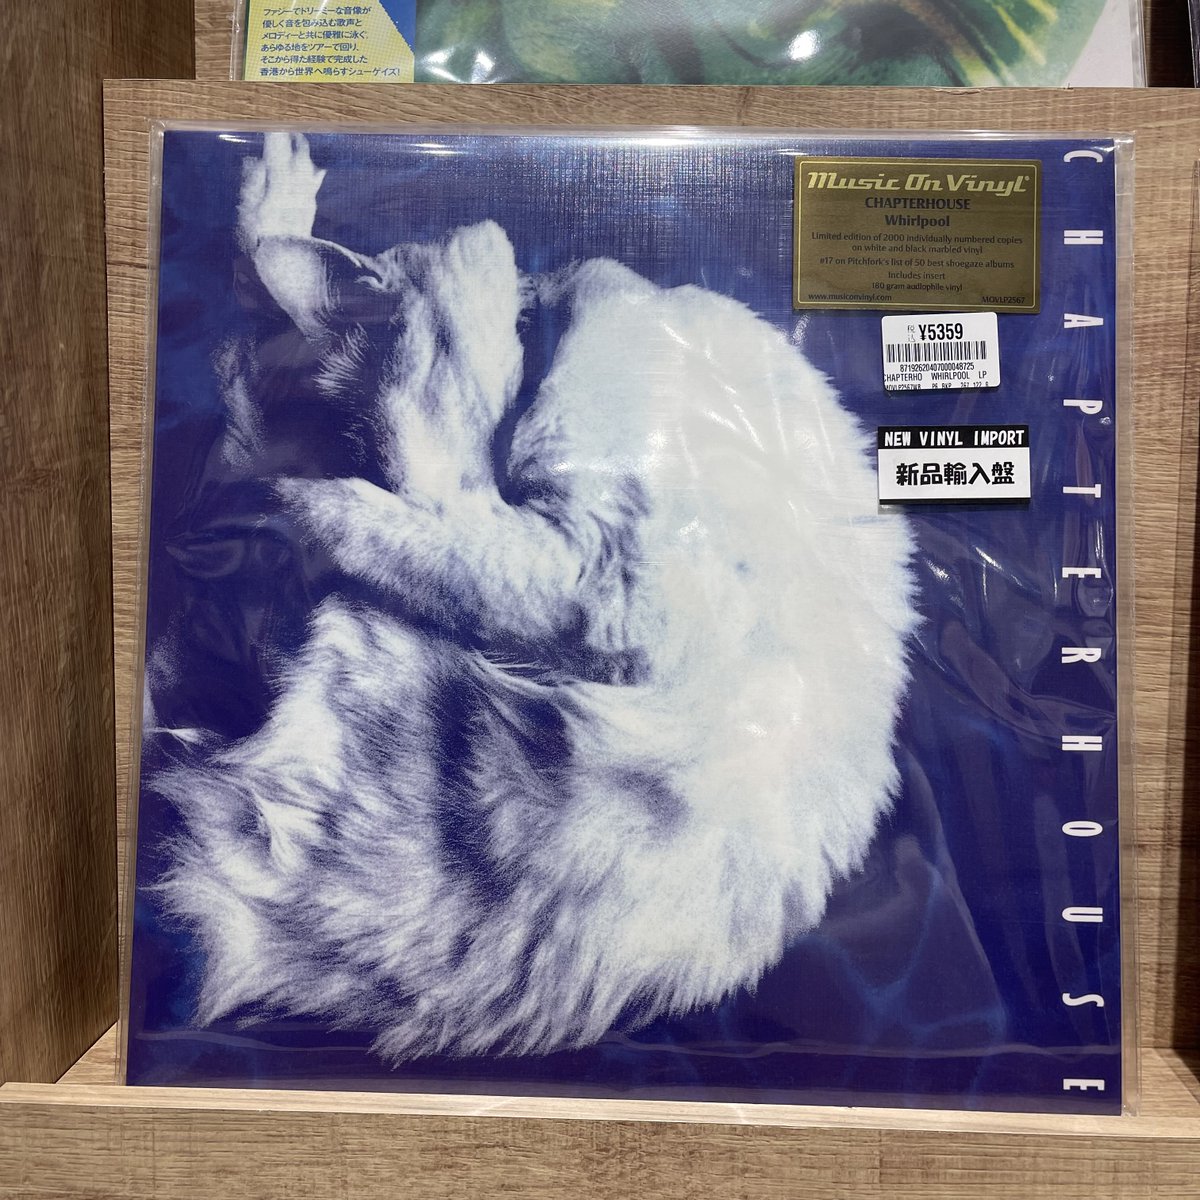 ファジーでドリーミーな音像が
優しく音を包み込む歌声と
メロディーと共に優雅に泳ぐ。
あらゆる地をツアーで回り、
そこから得た経験で完成した
香港から世界へ鳴らすシューゲイズ!
Music On Vinyl
CHAPTERHOUSE
Whirlpool
Limited edition of 2000 individually numbered copies
on white and black marbled vinyl
#17 on Pitchfork's list of 50 best shoegaze albums
Includes insert
180 gram audiophile vinyl
www.musiconvinyl.com MOVLP2567
税込 ¥5359
87192620407000048725
CHAPTERHO WHIRLPOOL LP
NEW VINYL IMPORT
新品輸入盤
CHAPTERHOUSE